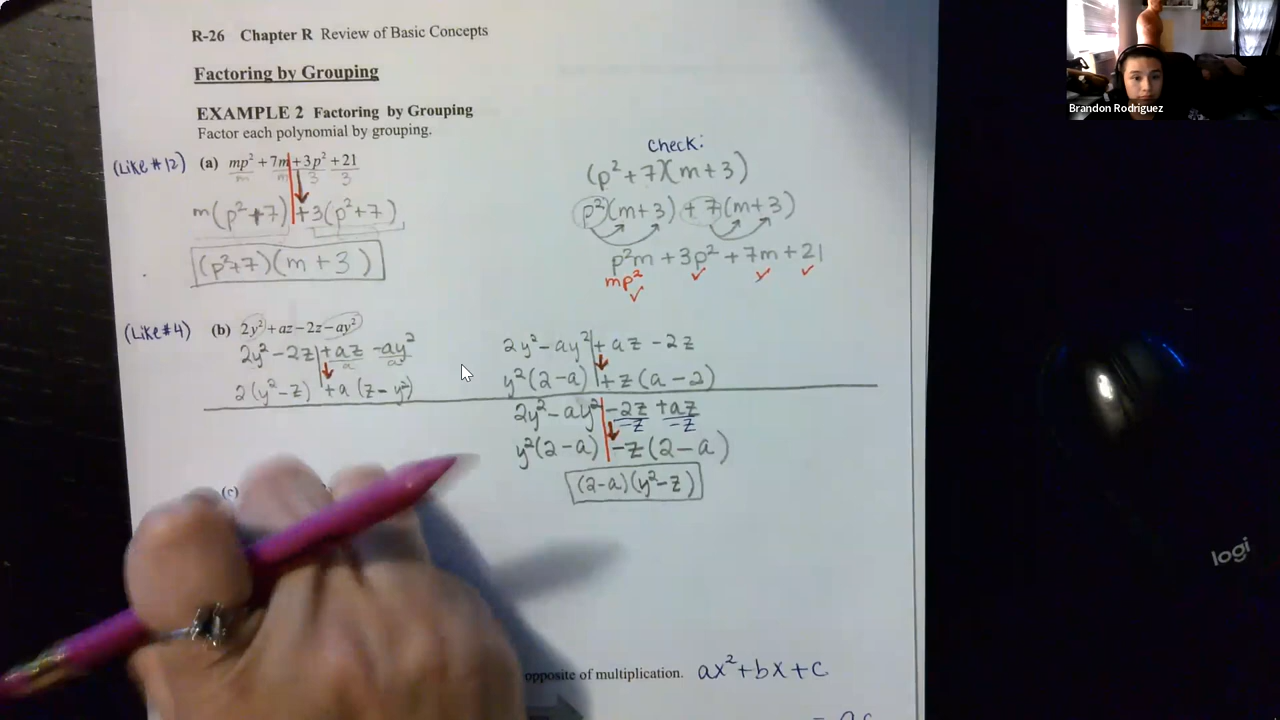 R-26 Chapter R Review of Basic Concepts
Factoring by Grouping
EXAMPLE 2 Factoring by Grouping
Factor each polynomial by grouping.
(Like #12) (a) mp² + 7m + 3p² + 21
m m 3 3
m(p²+7) + 3(p²+7)
(p²+7)(m + 3)
check:
(p²+7)(m+3)
p²(m+3) + 7(m+3)
p²m + 3p² + 7m + 21
mp²
(Like #4) (b) 2y² + az − 2z − ay²
2y² − 2z + az − ay²
a a
2(y² − z) + a(z − y²)
2y² − ay² + az − 2z
y²(2−a) + z(a−2)
2y² − ay² − 2z + az
−z −z
y²(2−a) − z(2−a)
(2−a)(y²−z)
(c)
opposite of multiplication. ax² + bx + c
Brandon Rodriguez
logi